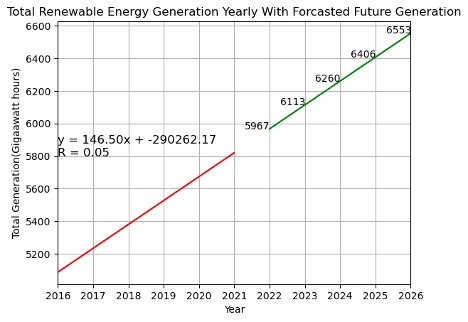 Total Renewable Energy Generation Yearly With Forcasted Future Generation
6600
6400
6200
6000
5800
5600
5400
5200
Total Generation(Gigaawatt hours)
y = 146.50x + -290262.17
R = 0.05
5967
6113
6260
6406
6553
2016 2017 2018 2019 2020 2021 2022 2023 2024 2025 2026
Year